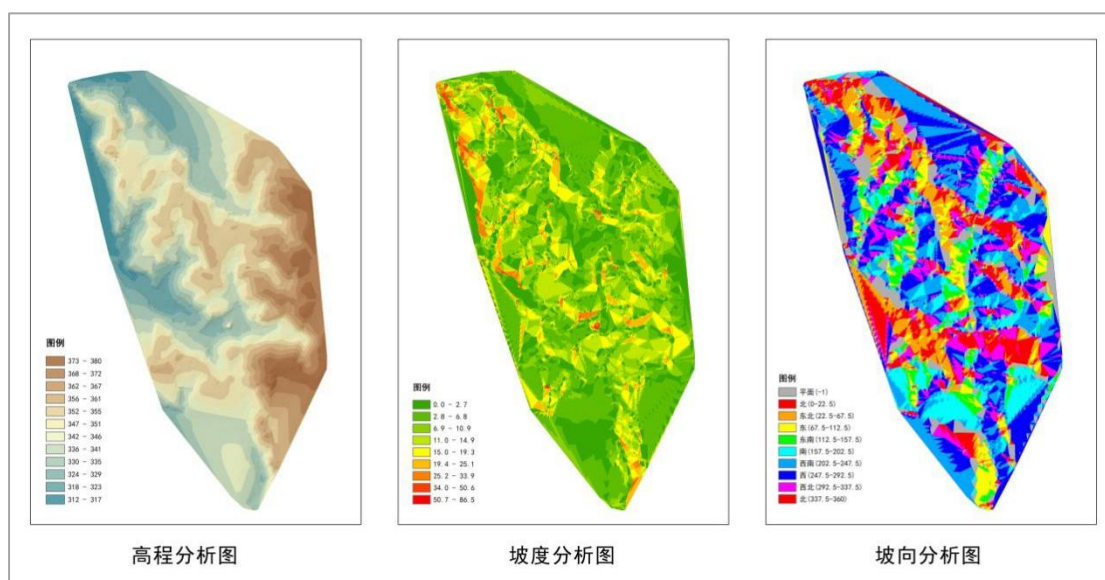 图例
373 - 380
368 - 372
362 - 367
356 - 361
352 - 355
347 - 351
342 - 346
336 - 341
330 - 335
324 - 329
318 - 323
312 - 317
高程分析图
图例
0.0 - 2.7
2.8 - 6.8
6.9 - 10.9
11.0 - 14.9
15.0 - 19.3
19.4 - 25.1
25.2 - 33.9
34.0 - 50.6
50.7 - 86.5
坡度分析图
图例
平面(-1)
北(0-22.5)
东北(22.5-67.5)
东(67.5-112.5)
东南(112.5-157.5)
南(157.5-202.5)
西南(202.5-247.5)
西(247.5-292.5)
西北(292.5-337.5)
北(337.5-360)
坡向分析图